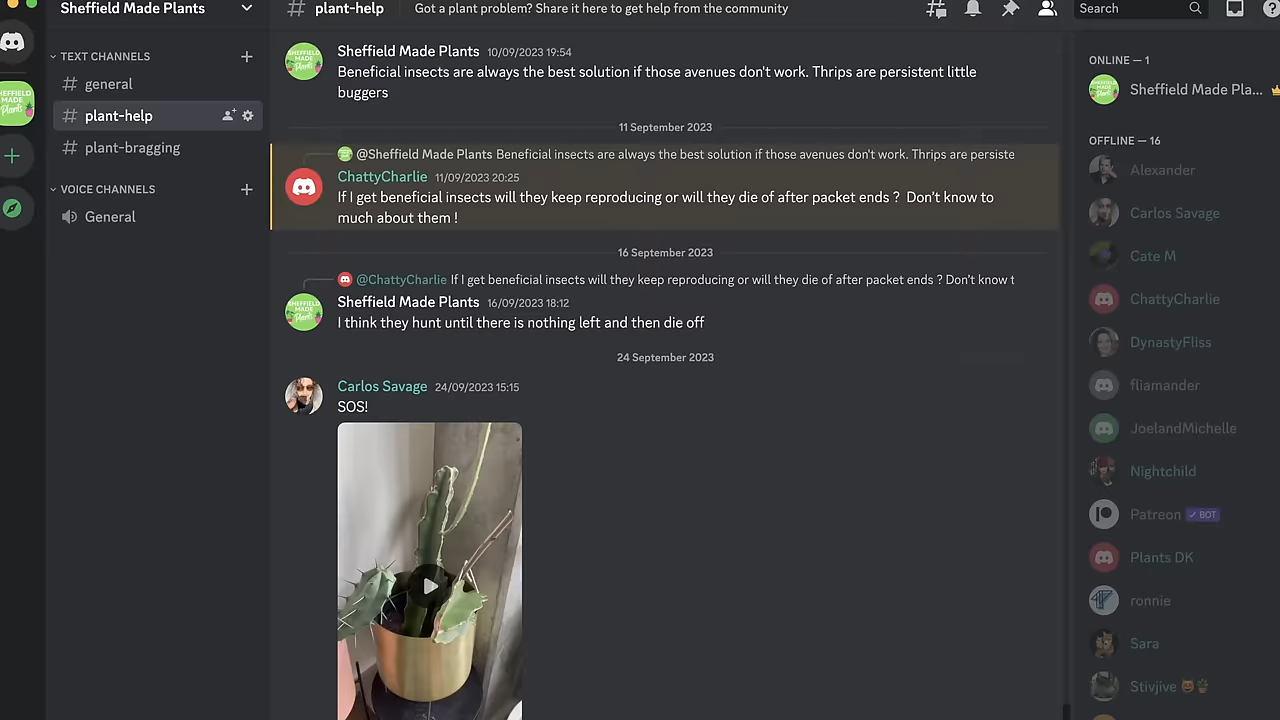 Sheffield Made Plants
plant-help
Got a plant problem? Share it here to get help from the community
Search
TEXT CHANNELS
general
plant-help
plant-bragging
VOICE CHANNELS
General
SHEFFIELD MADE Plants
Sheffield Made Plants 10/09/2023 19:54
Beneficial insects are always the best solution if those avenues don't work. Thrips are persistent little
buggers
11 September 2023
@Sheffield Made Plants Beneficial insects are always the best solution if those avenues don't work. Thrips are persiste
ChattyCharlie 11/09/2023 20:25
If I get beneficial insects will they keep reproducing or will they die of after packet ends ? Don't know to
much about them !
16 September 2023
@ChattyCharlie If I get beneficial insects will they keep reproducing or will they die of after packet ends ? Don't know t
Sheffield Made Plants 16/09/2023 18:12
I think they hunt until there is nothing left and then die off
24 September 2023
Carlos Savage 24/09/2023 15:15
SOS!
ONLINE — 1
Sheffield Made Pla...
OFFLINE — 16
Alexander
Carlos Savage
Cate M
ChattyCharlie
DynastyFliss
fliamander
JoelandMichelle
Nightchild
Patreon BOT
Plants DK
ronnie
Sara
Stivjive